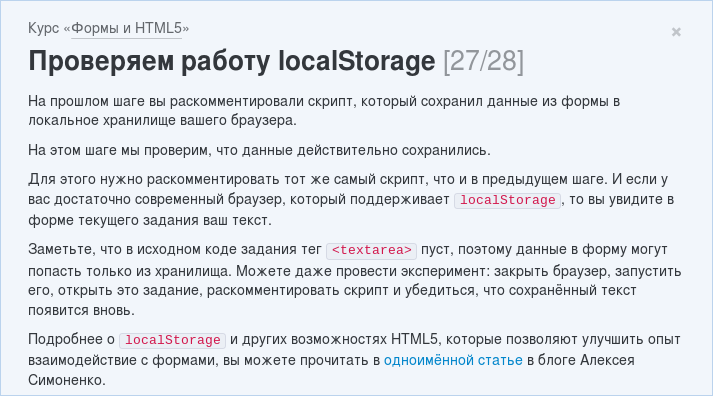 Курс «Формы и HTML5»
Проверяем работу localStorage [27/28]
На прошлом шаге вы раскомментировали скрипт, который сохранил данные из формы в
локальное хранилище вашего браузера.
На этом шаге мы проверим, что данные действительно сохранились.
Для этого нужно раскомментировать тот же самый скрипт, что и в предыдущем шаге. И если у
вас достаточно современный браузер, который поддерживает localStorage, то вы увидите в
форме текущего задания ваш текст.
Заметьте, что в исходном коде задания тег <textarea> пуст, поэтому данные в форму могут
попасть только из хранилища. Можете даже провести эксперимент: закрыть браузер, запустить
его, открыть это задание, раскомментировать скрипт и убедиться, что сохранённый текст
появится вновь.
Подробнее о localStorage и других возможностях HTML5, которые позволяют улучшить опыт
взаимодействие с формами, вы можете прочитать в одноимённой статье в блоге Алексея
Симоненко.